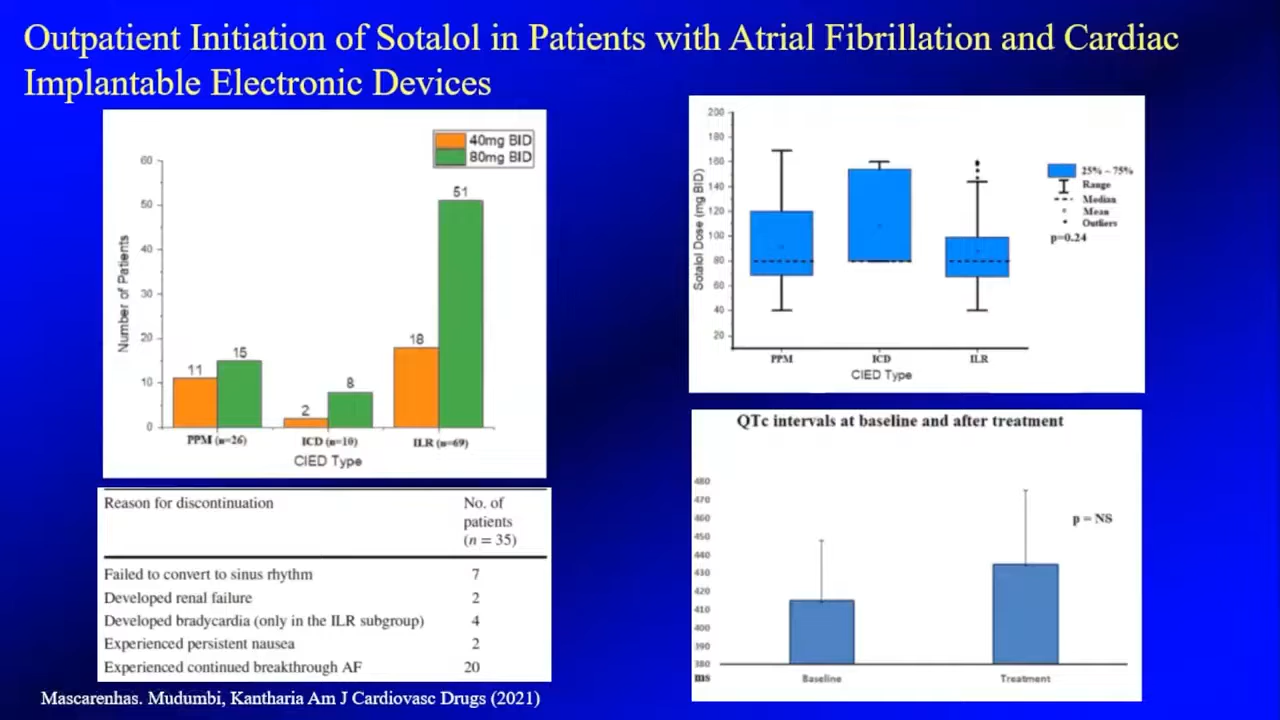 Outpatient Initiation of Sotalol in Patients with Atrial Fibrillation and Cardiac
Implantable Electronic Devices
40mg BID
80mg BID
Number of Patients
60
50
40
30
20
10
0
11
15
2
8
18
51
PPM (n=26)
ICD (n=10)
ILR (n=69)
CIED Type
Reason for discontinuation
No. of
patients
(n = 35)
Failed to convert to sinus rhythm 7
Developed renal failure 2
Developed bradycardia (only in the ILR subgroup) 4
Experienced persistent nausea 2
Experienced continued breakthrough AF 20
Mascarenhas. Mudumbi, Kantharia Am J Cardiovasc Drugs (2021)
Sotalol Dose (mg BID)
200
180
160
140
120
100
80
60
40
20
PPM
ICD
ILR
CIED Type
25% – 75%
Range
Median
Mean
Outliers
p=0.24
QTc intervals at baseline and after treatment
480
470
460
450
440
430
420
410
400
390
380
ms
p = NS
Baseline
Treatment